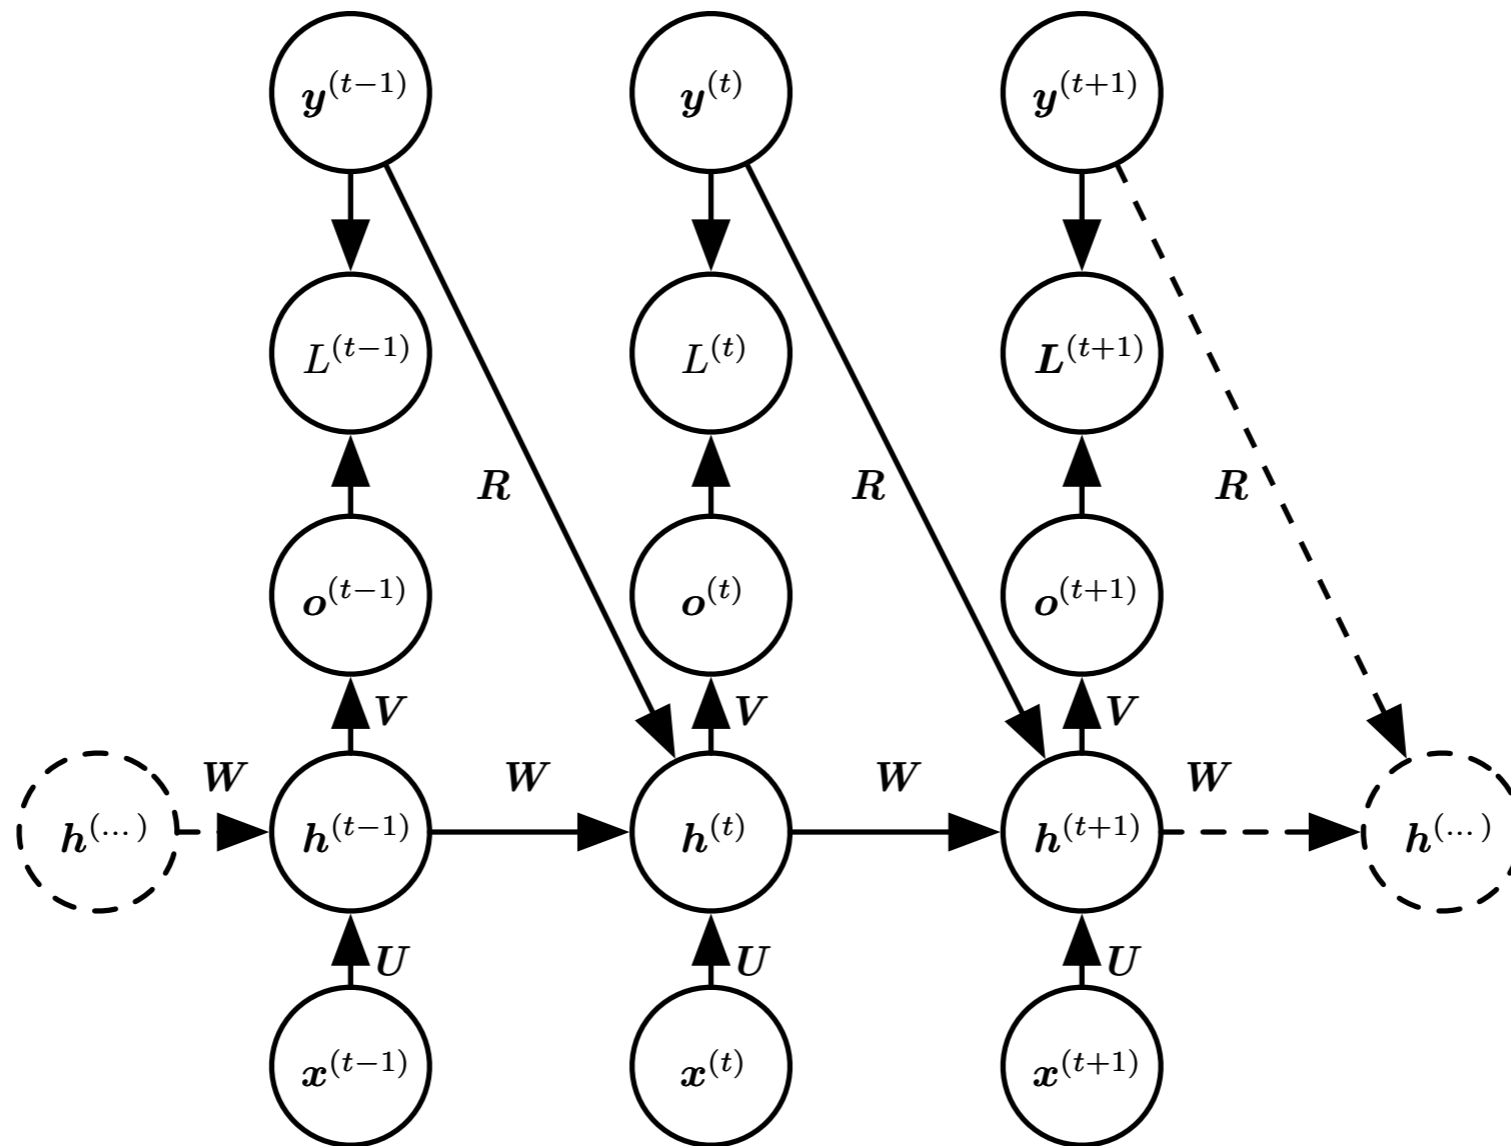 y^(t−1) y^(t) y^(t+1)
L^(t−1) L^(t) L^(t+1)
R R R
o^(t−1) o^(t) o^(t+1)
V V V
W W W W
h^(...) h^(t−1) h^(t) h^(t+1) h^(...)
U U U
x^(t−1) x^(t) x^(t+1)